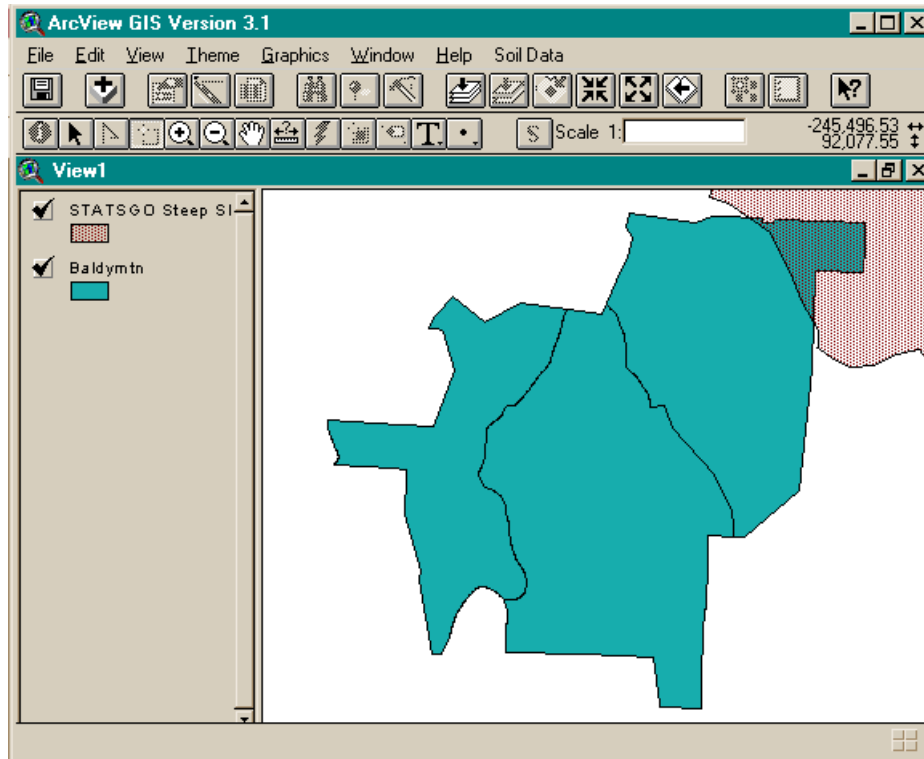 ArcView GIS Version 3.1
File Edit View Theme Graphics Window Help Soil Data
T S Scale 1: -245,496.53
92,077.55
View1
STATSGO Steep Sl
Baldymtn